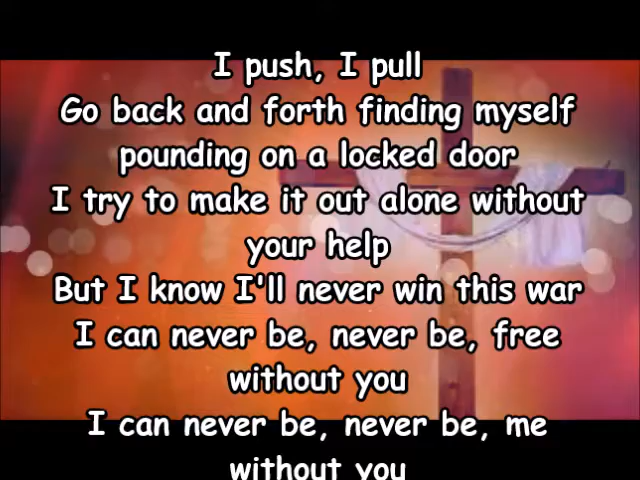 I push, I pull
Go back and forth finding myself
pounding on a locked door
I try to make it out alone without
your help
But I know I'll never win this war
I can never be, never be, free
without you
I can never be, never be, me
without you